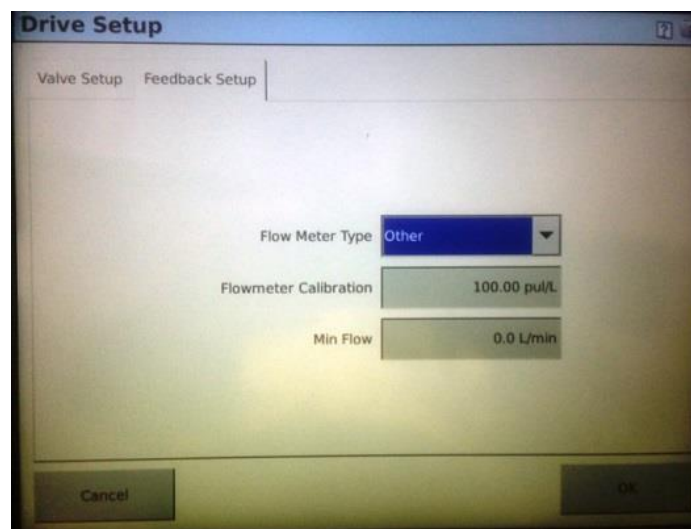 Drive Setup
?
Valve Setup Feedback Setup
Flow Meter Type Other
Flowmeter Calibration 100.00 pul/L
Min Flow 0.0 L/min
Cancel OK